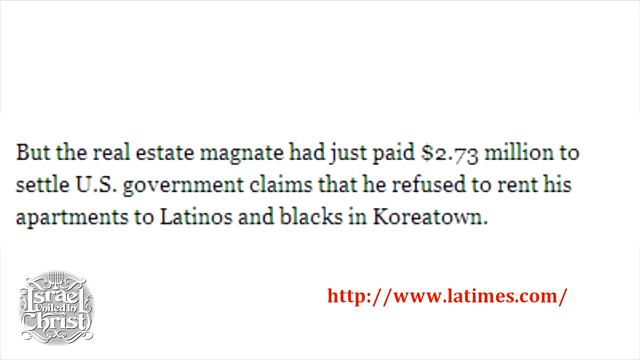 But the real estate magnate had just paid $2.73 million to
settle U.S. government claims that he refused to rent his
apartments to Latinos and blacks in Koreatown.
Israel
United In
Christ
http://www.latimes.com/